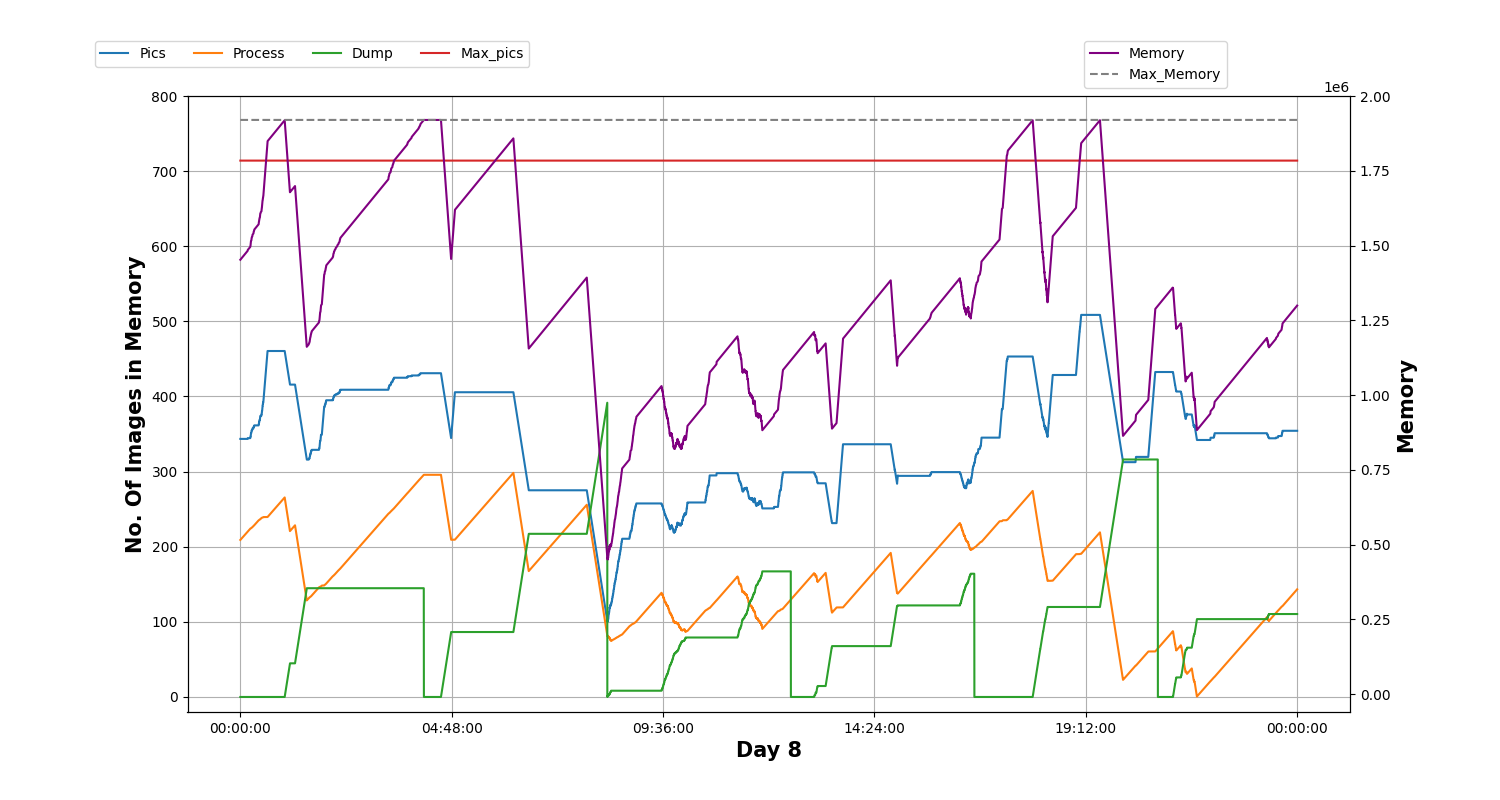 Pics Process Dump Max_pics
Memory
Max_Memory
1e6
800
700
600
500
400
300
200
100
0
2.00
1.75
1.50
1.25
1.00
0.75
0.50
0.25
0.00
No. Of Images in Memory
Memory
00:00:00 04:48:00 09:36:00 14:24:00 19:12:00 00:00:00
Day 8